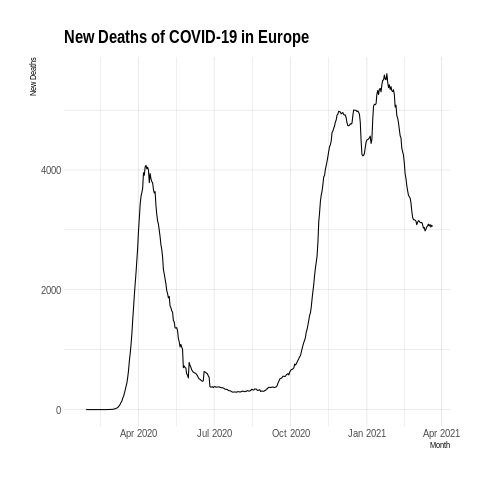 New Deaths of COVID-19 in Europe
New Deaths
4000
2000
0
Apr 2020 Jul 2020 Oct 2020 Jan 2021 Apr 2021
Month